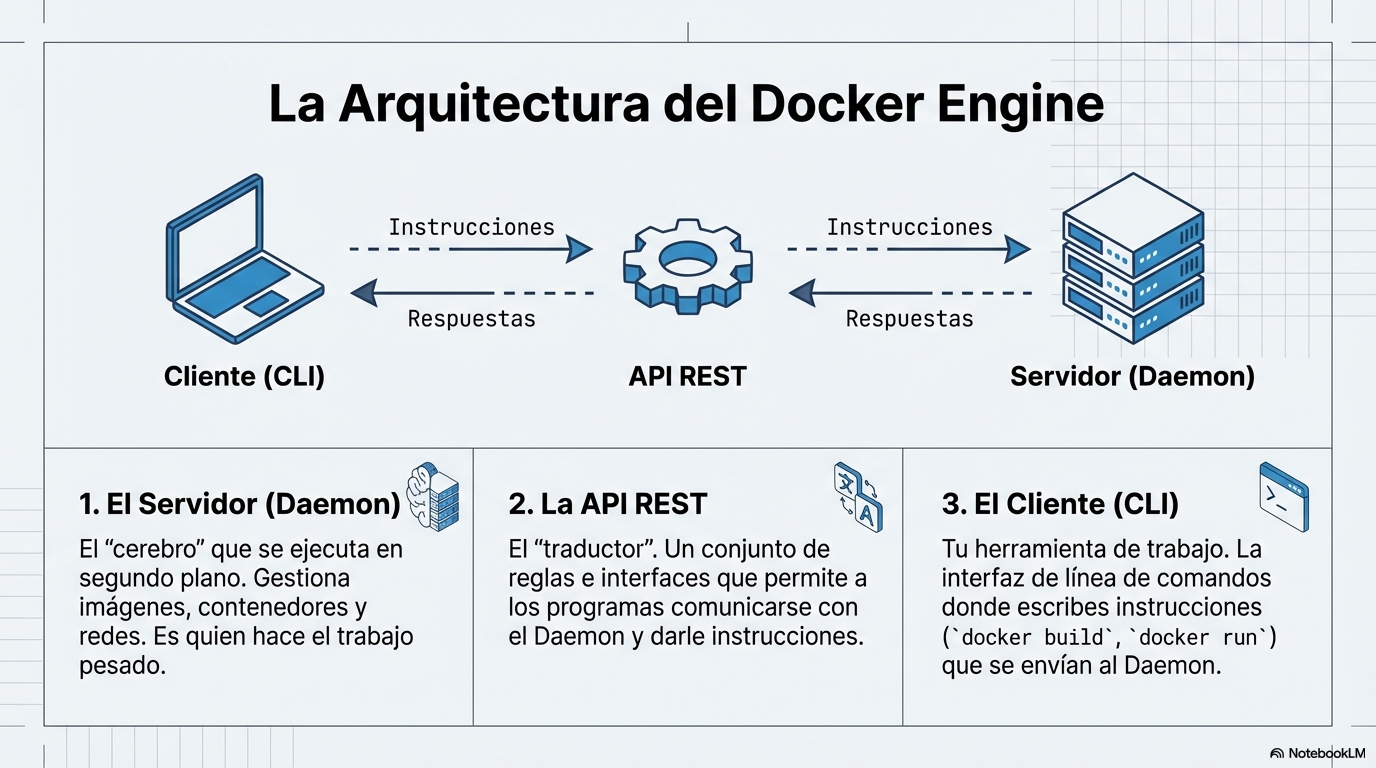 La Arquitectura del Docker Engine
Instrucciones
Instrucciones
Respuestas
Respuestas
Cliente (CLI)
API REST
Servidor (Daemon)
1. El Servidor (Daemon)
El “cerebro” que se ejecuta en
segundo plano. Gestiona
imágenes, contenedores y
redes. Es quien hace el trabajo
pesado.
2. La API REST
文
A
El “traductor”. Un conjunto de
reglas e interfaces que permite a
los programas comunicarse con
el Daemon y darle instrucciones.
3. El Cliente (CLI)
>_
Tu herramienta de trabajo. La
interfaz de línea de comandos
donde escribes instrucciones
(`docker build`, `docker run`)
que se envían al Daemon.
NotebookLM